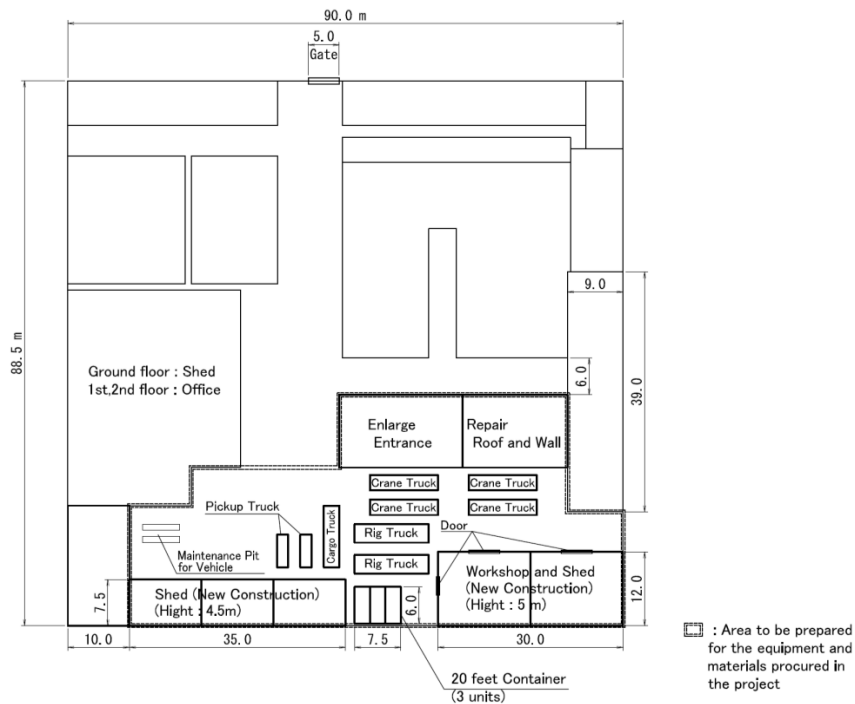 90.0 m
5.0
Gate
88.5 m
9.0
39.0
6.0
Ground floor : Shed
1st,2nd floor : Office
Enlarge
Entrance
Repair
Roof and Wall
Crane Truck
Crane Truck
Crane Truck
Crane Truck
Pickup Truck
Cargo Truck
Rig Truck
Door
Maintenance Pit
for Vehicle
Rig Truck
Workshop and Shed
(New Construction)
(Hight : 5 m)
7.5
Shed (New Construction)
(Hight : 4.5m)
6.0
12.0
10.0
35.0
7.5
30.0
20 feet Container
(3 units)
: Area to be prepared
for the equipment and
materials procured in
the project